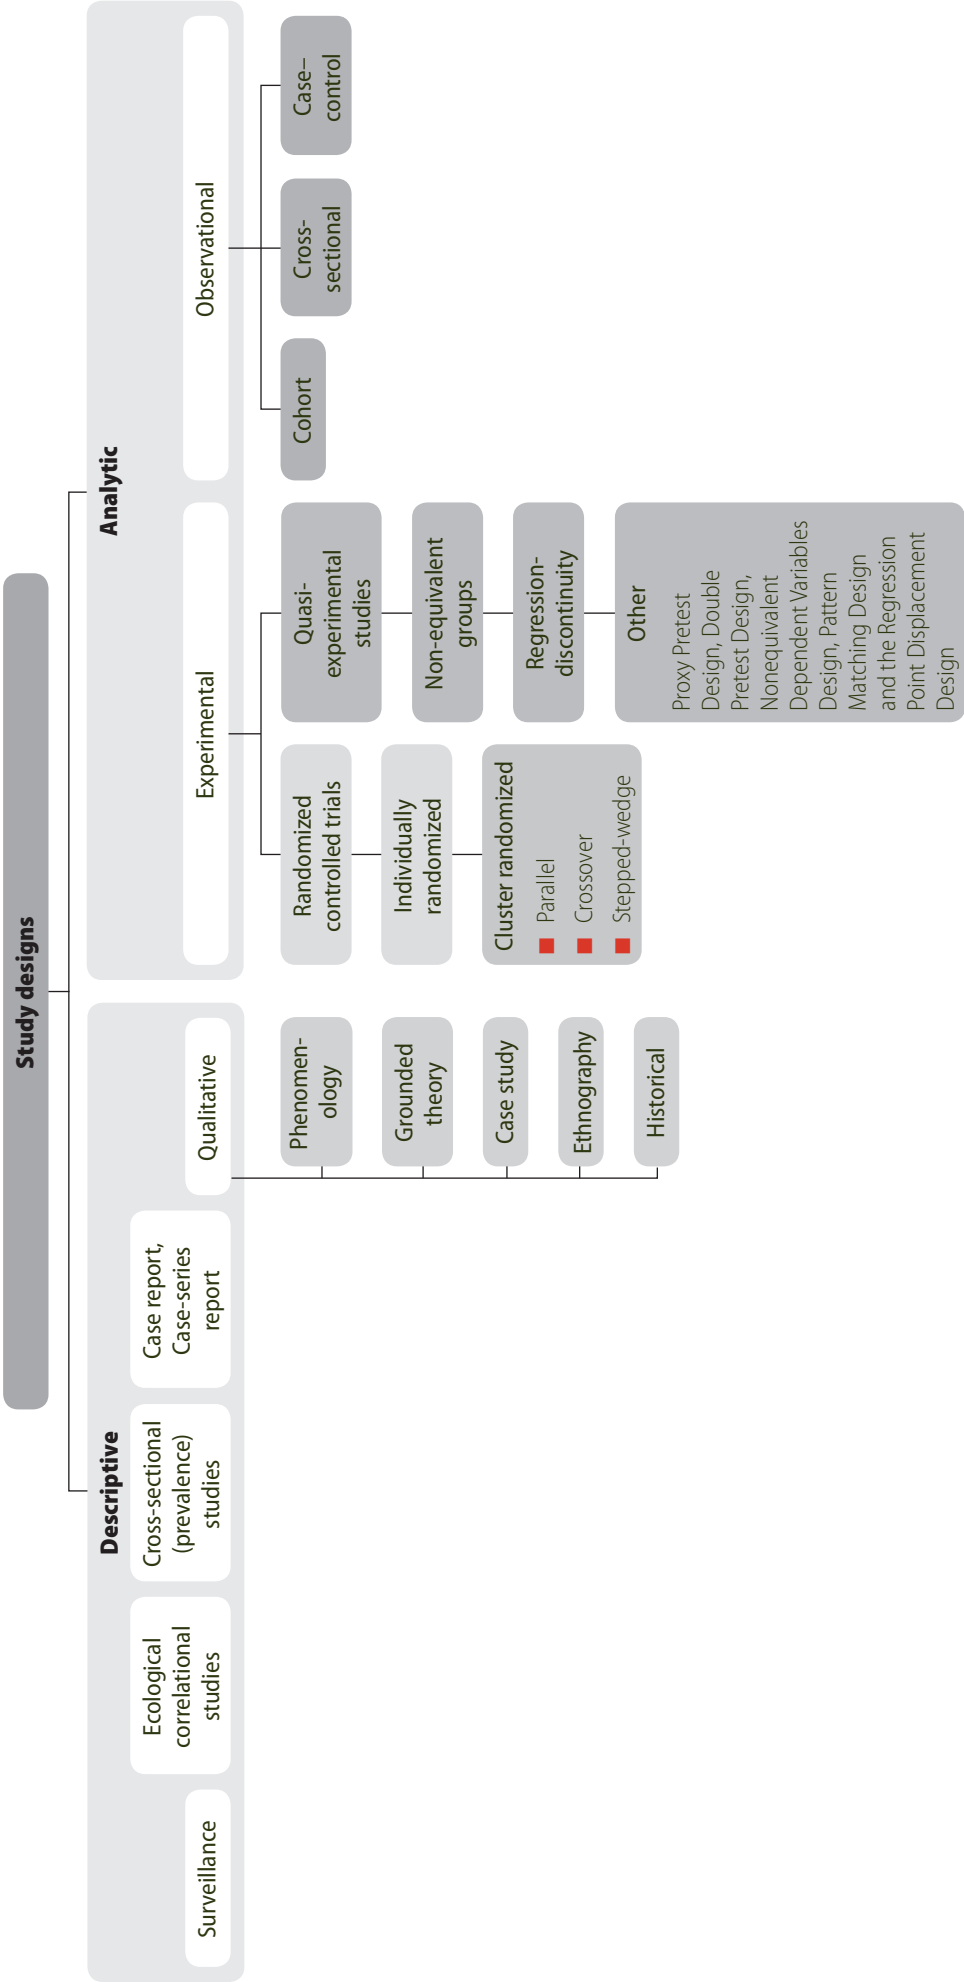 Study designs
Descriptive
Surveillance
Ecological
correlational
studies
Cross-sectional
(prevalence)
studies
Case report,
Case-series
report
Qualitative
Phenomen-
ology
Grounded
theory
Case study
Ethnography
Historical
Analytic
Experimental
Randomized
controlled trials
Individually
randomized
Cluster randomized
Parallel
Crossover
Stepped-wedge
Quasi-
experimental
studies
Non-equivalent
groups
Regression-
discontinuity
Other
Proxy Pretest
Design, Double
Pretest Design,
Nonequivalent
Dependent Variables
Design, Pattern
Matching Design
and the Regression
Point Displacement
Design
Observational
Cohort
Cross-
sectional
Case–
control